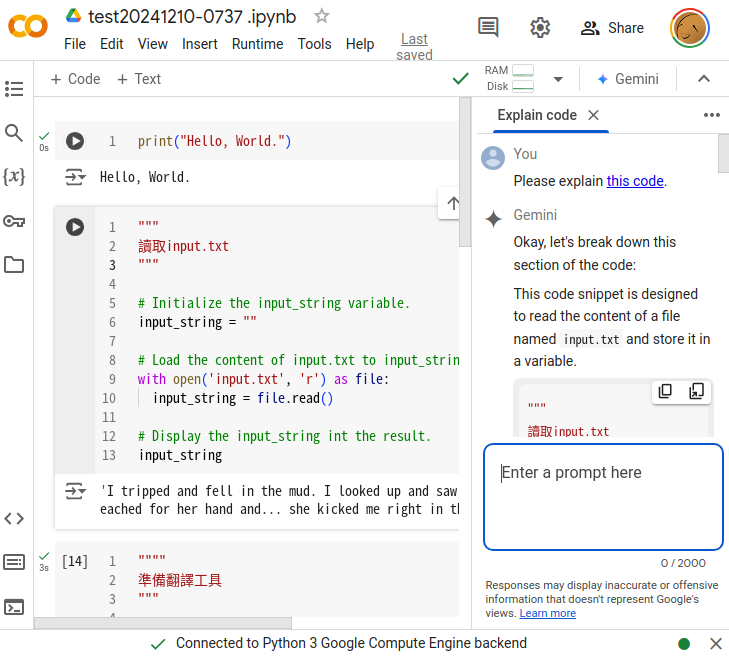 test20241210-0737 .ipynb
File Edit View Insert Runtime Tools Help Last saved
Share
+ Code + Text
RAM
Disk
Gemini
Explain code
0s
1 print("Hello, World.")
Hello, World.
1 """
2 讀取input.txt
3 """
4
5 # Initialize the input_string variable.
6 input_string = ""
7
8 # Load the content of input.txt to input_strin
9 with open('input.txt', 'r') as file:
10 input_string = file.read()
11
12 # Display the input_string int the result.
13 input_string
'I tripped and fell in the mud. I looked up and saw
eached for her hand and... she kicked me right in th
3s
[14] 1 """"
2 準備翻譯工具
3 """
4
You
Please explain this code.
Gemini
Okay, let's break down this
section of the code:
This code snippet is designed
to read the content of a file
named input.txt and store it in
a variable.
"""
讀取input.txt
Enter a prompt here
0 / 2000
Responses may display inaccurate or offensive
information that doesn't represent Google's
views. Learn more
Connected to Python 3 Google Compute Engine backend